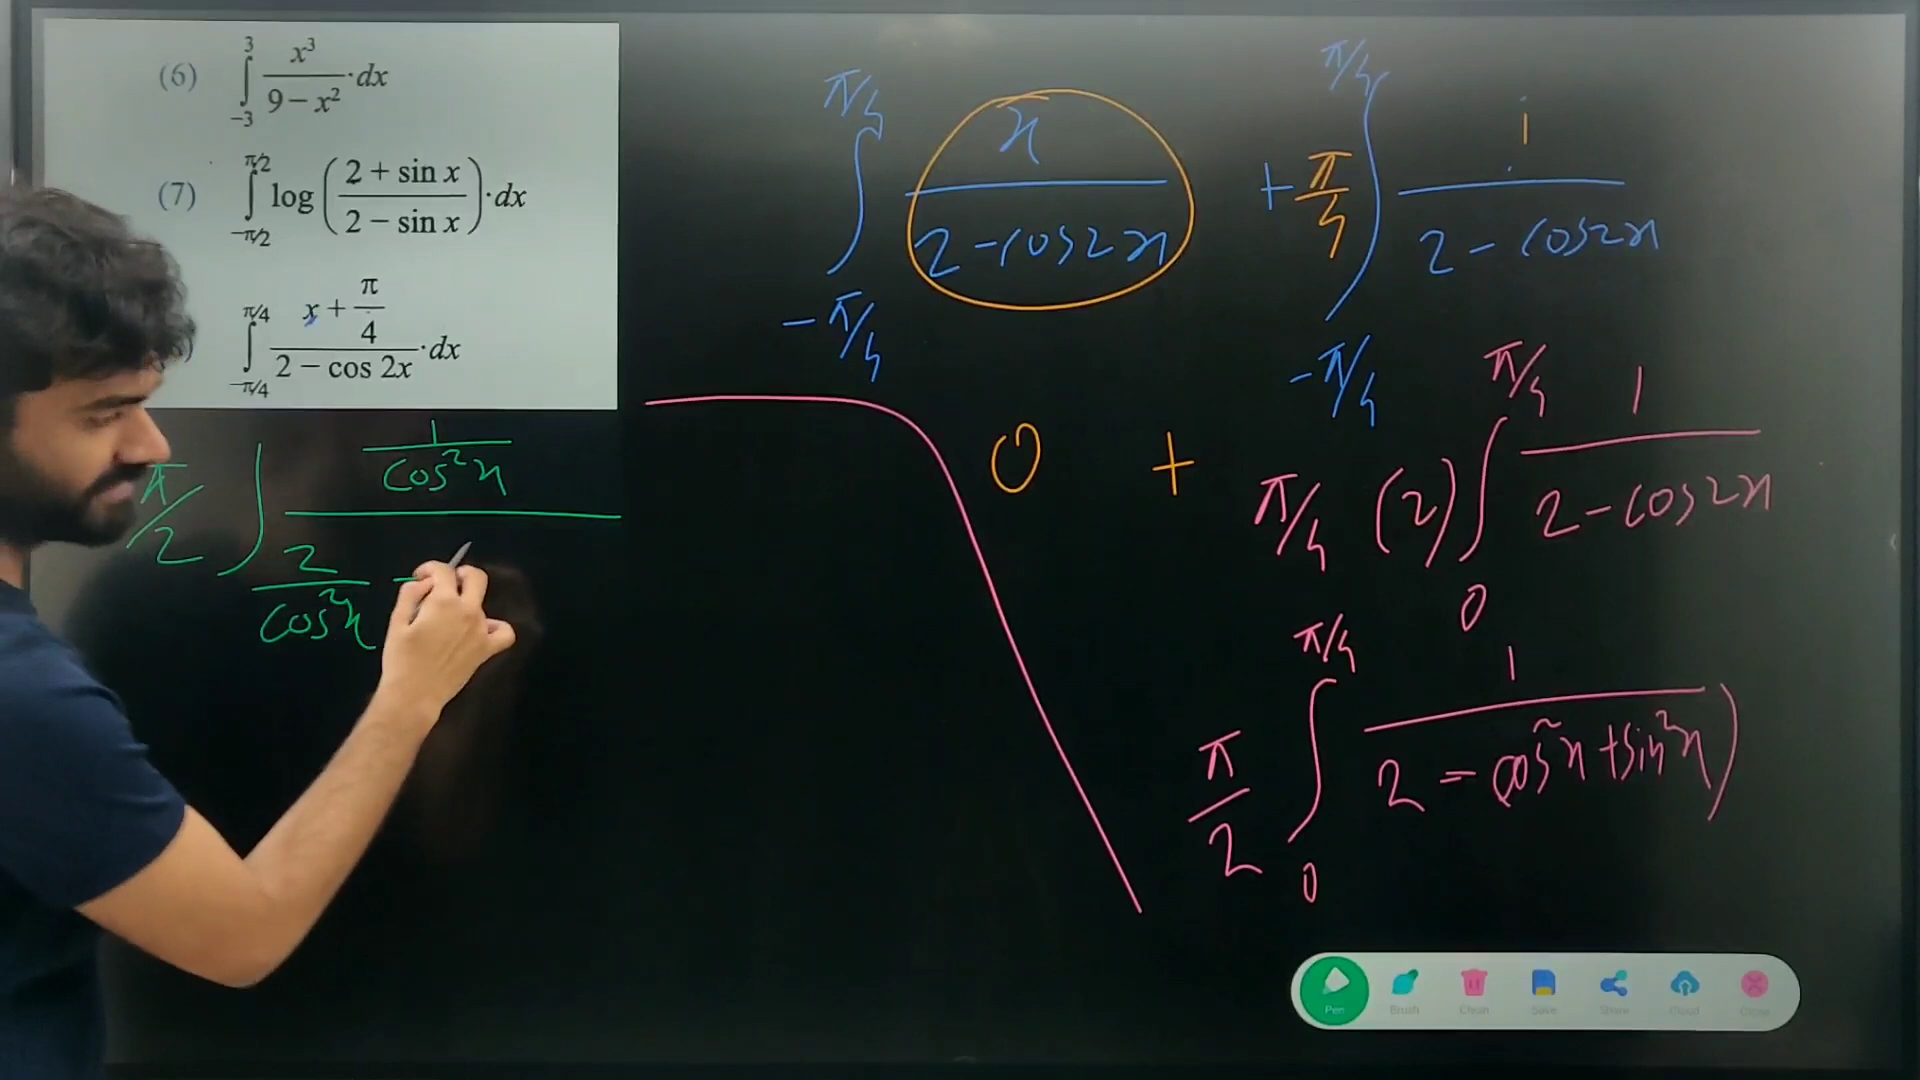 (6) ∫₋₃³ x³/(9 − x²) · dx
(7) ∫_{−π/2}^{π/2} log((2 + sin x)/(2 − sin x)) · dx
) ∫_{−π/4}^{π/4} (x + π/4)/(2 − cos 2x) · dx
∫_{−π/4}^{π/4} x/(2 − cos2x) + π/4 ∫_{−π/4}^{π/4} 1/(2 − cos2x)
0 + π/4 (2) ∫₀^{π/4} 1/(2 − cos2x)
π/2 ∫₀^{π/4} 1/(2 − cos²x + sin²x)
π/2 ∫ (1/cos²x)/(2/cos²x −
Pen Brush Clean Save Share Cloud